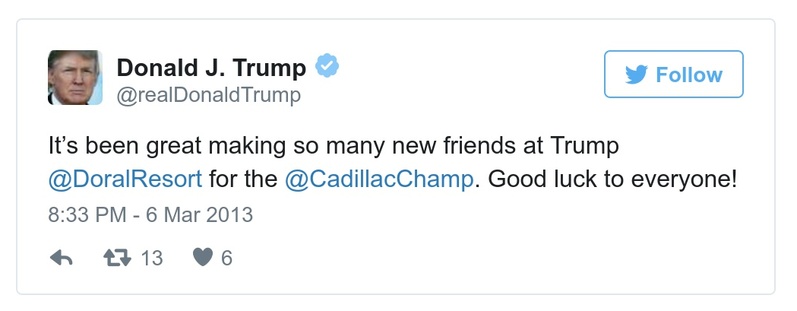 Donald J. Trump
@realDonaldTrump
Follow
It’s been great making so many new friends at Trump
@DoralResort for the @CadillacChamp. Good luck to everyone!
8:33 PM - 6 Mar 2013
13 6